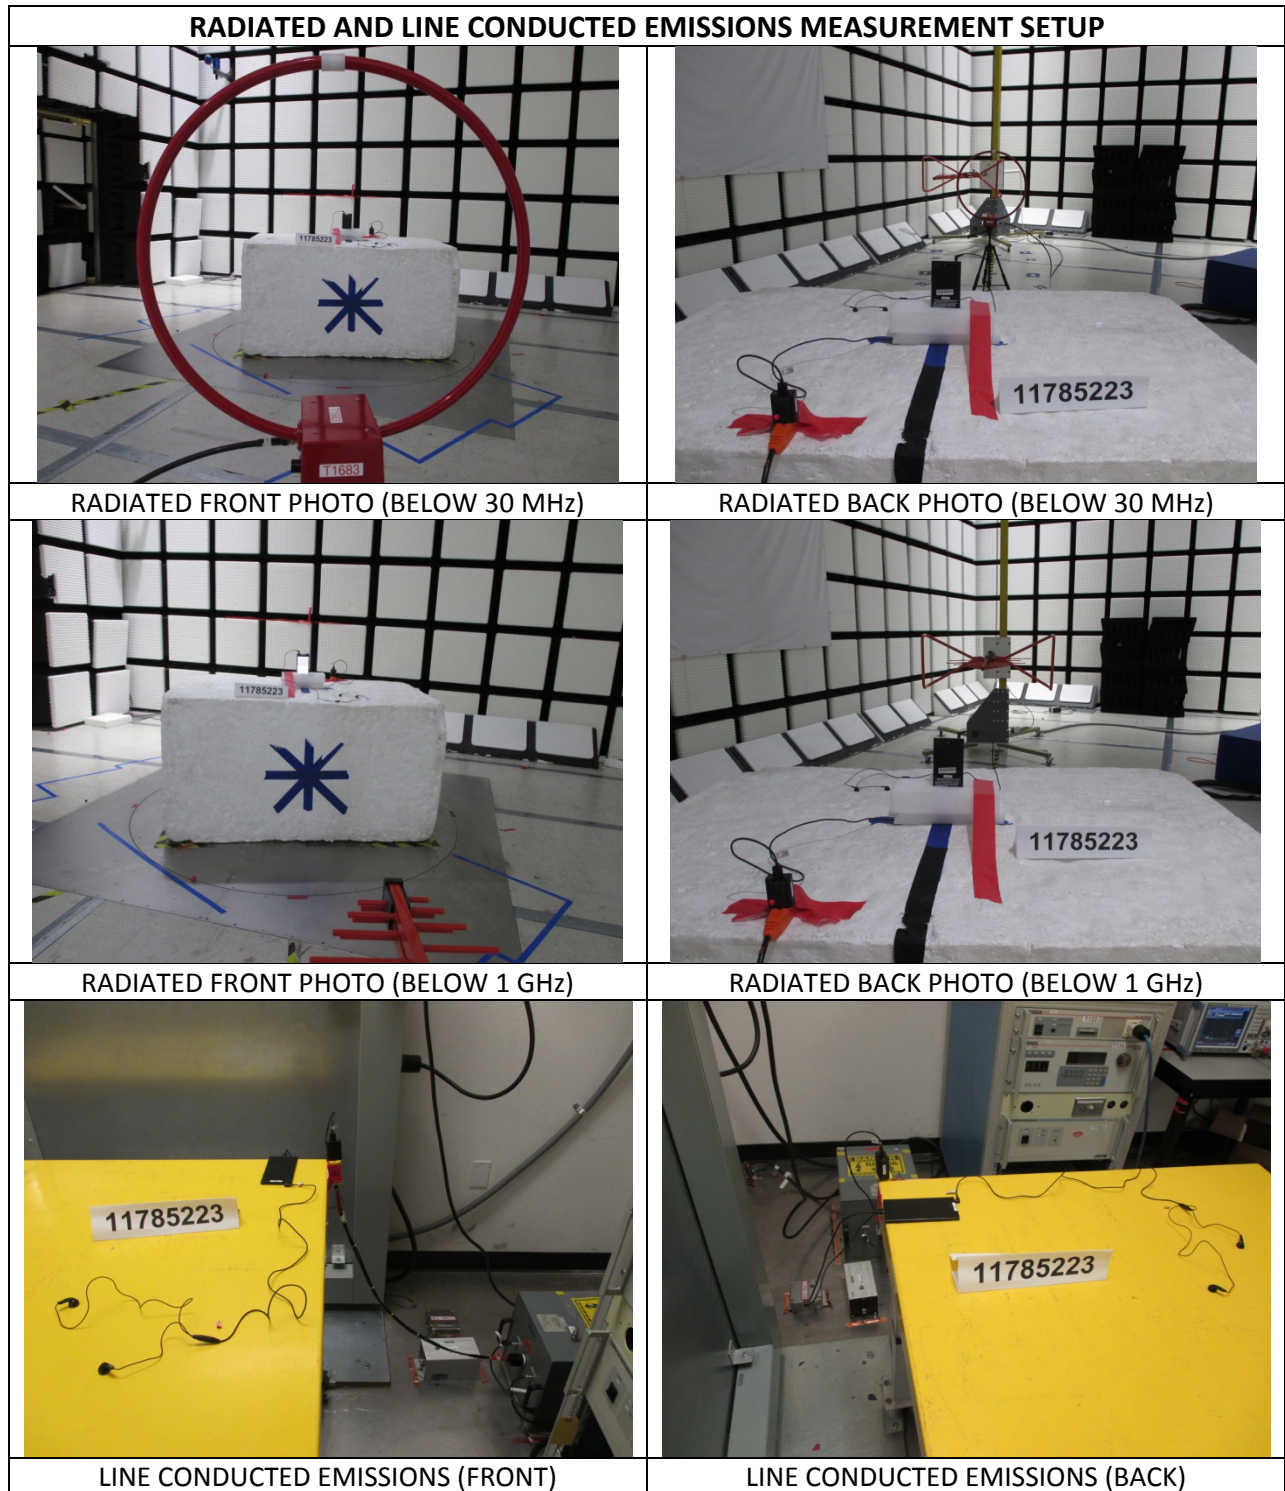 RADIATED AND LINE CONDUCTED EMISSIONS MEASUREMENT SETUP
11785223
T1683
11785223
RADIATED FRONT PHOTO (BELOW 30 MHz)
RADIATED BACK PHOTO (BELOW 30 MHz)
11785223
11785223
RADIATED FRONT PHOTO (BELOW 1 GHz)
RADIATED BACK PHOTO (BELOW 1 GHz)
11785223
11785223
LINE CONDUCTED EMISSIONS (FRONT)
LINE CONDUCTED EMISSIONS (BACK)